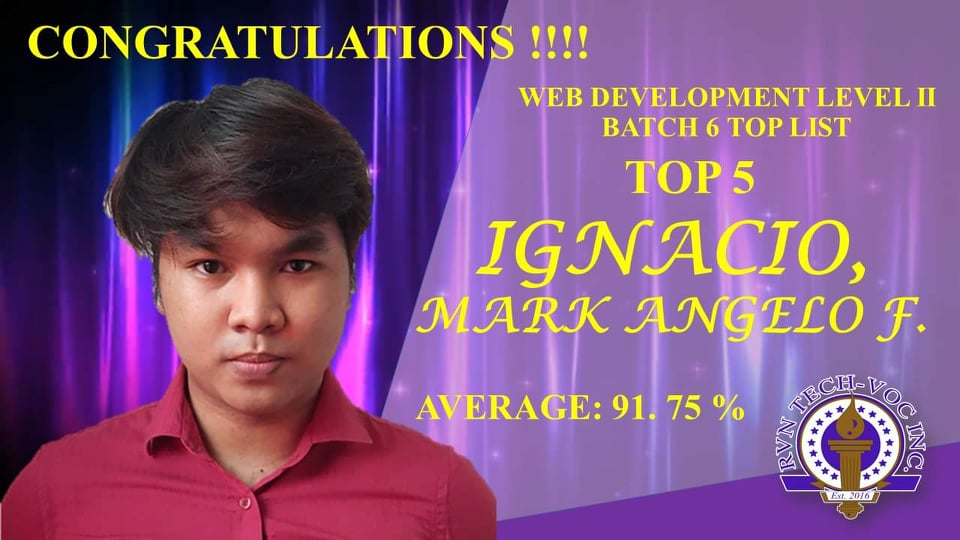 CONGRATULATIONS !!!!
WEB DEVELOPMENT LEVEL II
BATCH 6 TOP LIST
TOP 5
IGNACIO,
MARK ANGELO F.
AVERAGE: 91. 75 %
RVN TECH-VOC INC.
Est. 2016